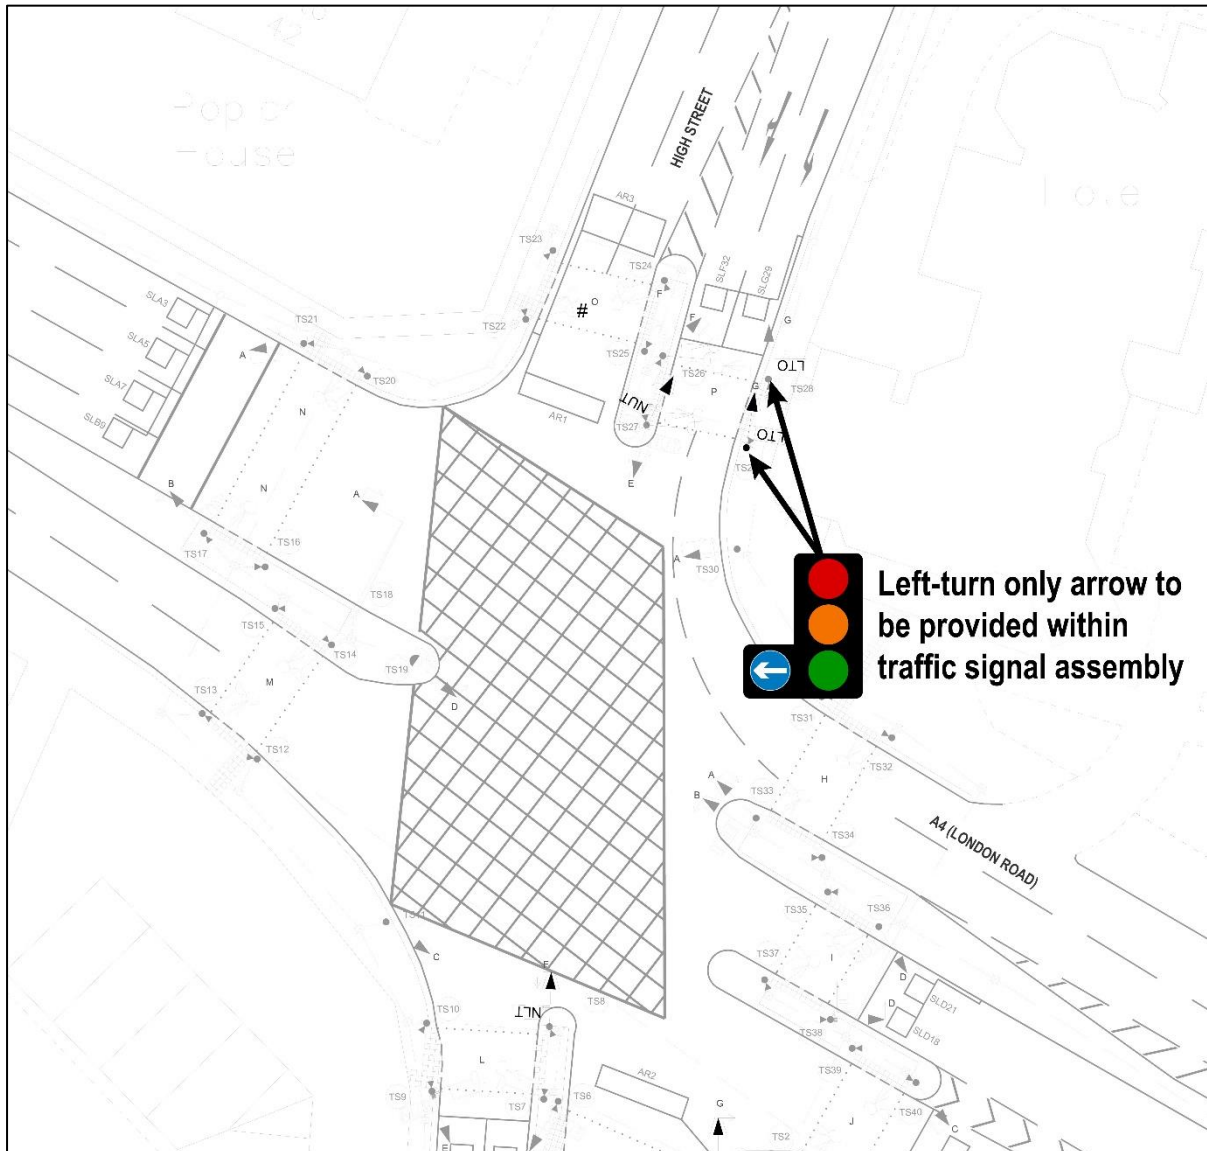 42
Poplar
House
HIGH STREET
AR3
TS23
TS24
SLF32
SLG29
F
F
G
# O
SLA3
SLA5
SLA7
SLB9
TS21
TS22
A
TS20
TS25
TS26
LTO
TS28
G
P
N
NUT
AR1
TS27
LTO
E
B
N
A
TS17
TS16
A
TS30
Left-turn only arrow to
be provided within
traffic signal assembly
TS18
TS15
TS14
TS19
M
D
TS13
TS12
TS31
TS32
H
A
B
TS33
TS34
A4 (LONDON ROAD)
TS35
TS36
TS11
C
TS37
I
D
D
SLD21
SLD18
F
NLT
TS8
TS10
TS38
L
AR2
TS39
TS9
TS7
TS6
G
TS40
E
TS2
J
C